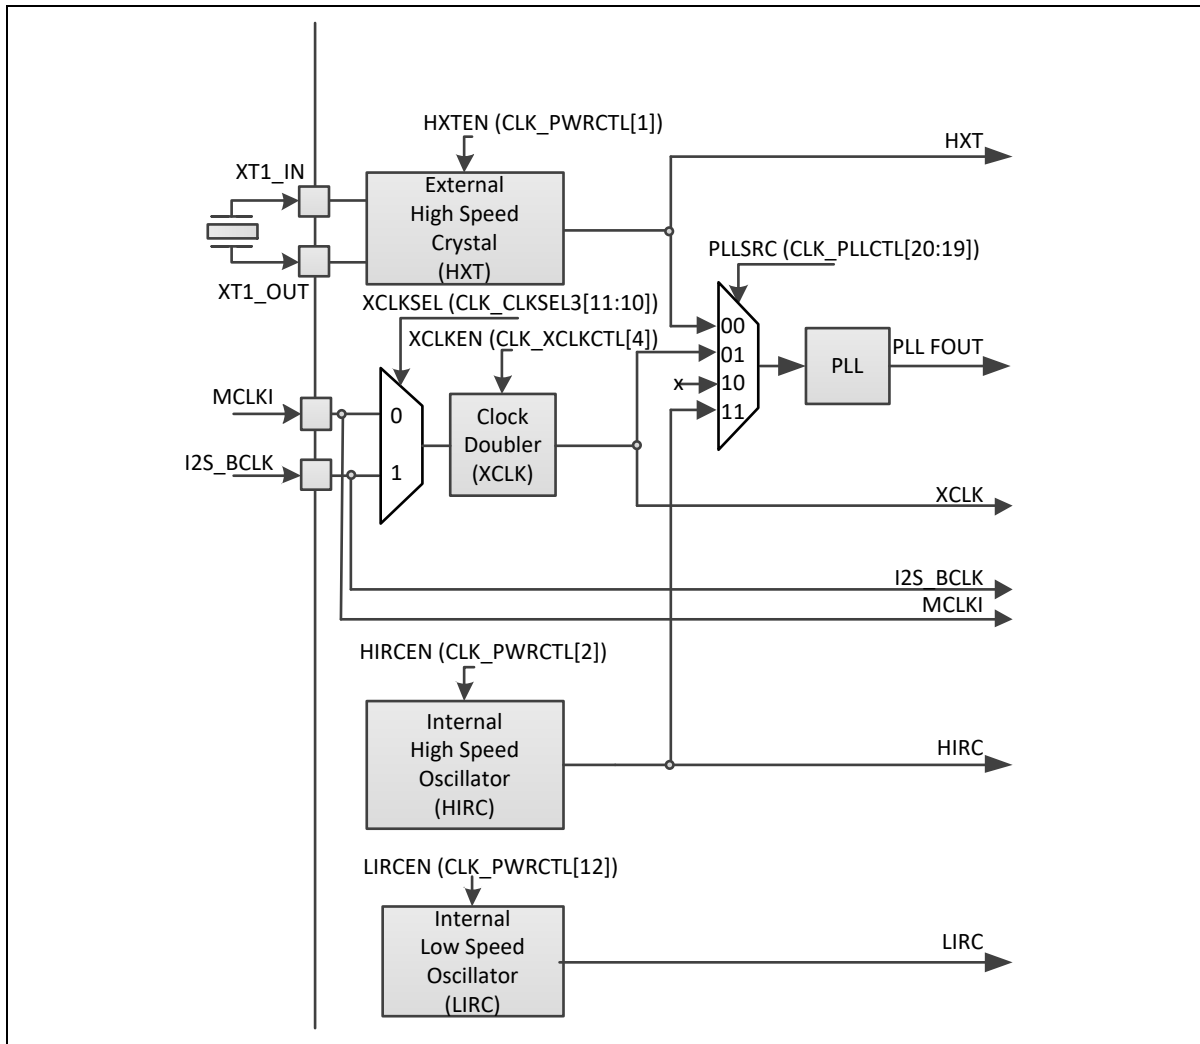 HXTEN (CLK_PWRCTL[1])
HXT
XT1_IN
External
High Speed
Crystal
(HXT)
PLLSRC (CLK_PLLCTL[20:19])
XT1_OUT
XCLKSEL (CLK_CLKSEL3[11:10])
XCLKEN (CLK_XCLKCTL[4])
00
01
10
11
x
PLL
PLL FOUT
MCLKI
0
Clock
Doubler
(XCLK)
I2S_BCLK
1
XCLK
I2S_BCLK
MCLKI
HIRCEN (CLK_PWRCTL[2])
Internal
High Speed
Oscillator
(HIRC)
HIRC
LIRCEN (CLK_PWRCTL[12])
Internal
Low Speed
Oscillator
(LIRC)
LIRC